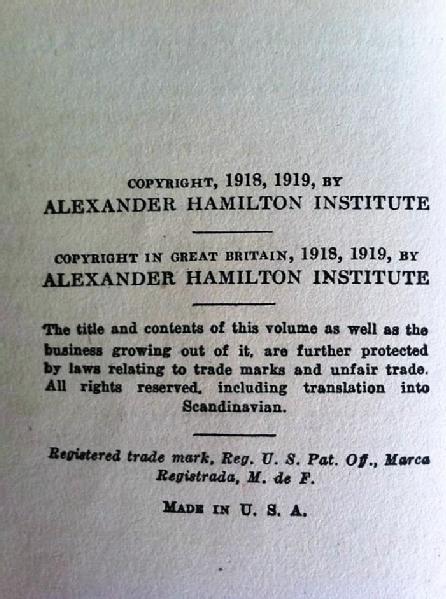 COPYRIGHT, 1918, 1919, BY
ALEXANDER HAMILTON INSTITUTE
COPYRIGHT IN GREAT BRITAIN, 1918, 1919, BY
ALEXANDER HAMILTON INSTITUTE
The title and contents of this volume as well as the
business growing out of it, are further protected
by laws relating to trade marks and unfair trade.
All rights reserved, including translation into
Scandinavian.
Registered trade mark, Reg. U. S. Pat. Of., Marca
Registrada, M. de F.
MADE IN U. S. A.